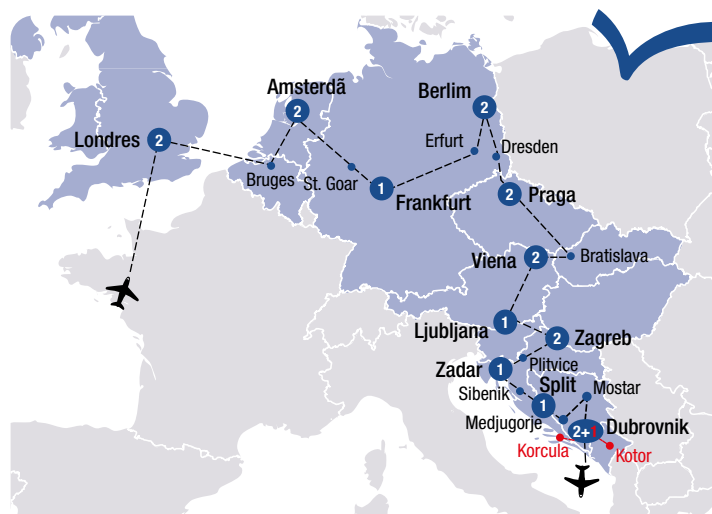 Amsterdã
2
Berlim
2
Londres
2
Erfurt
Dresden
Bruges
St. Goar
1
Frankfurt
2
Praga
Viena
2
Bratislava
Ljubljana
1
2
Zagreb
Plitvice
Zadar
1
Sibenik
Split
1
Mostar
Medjugorje
2+1
Dubrovnik
Korcula
Kotor